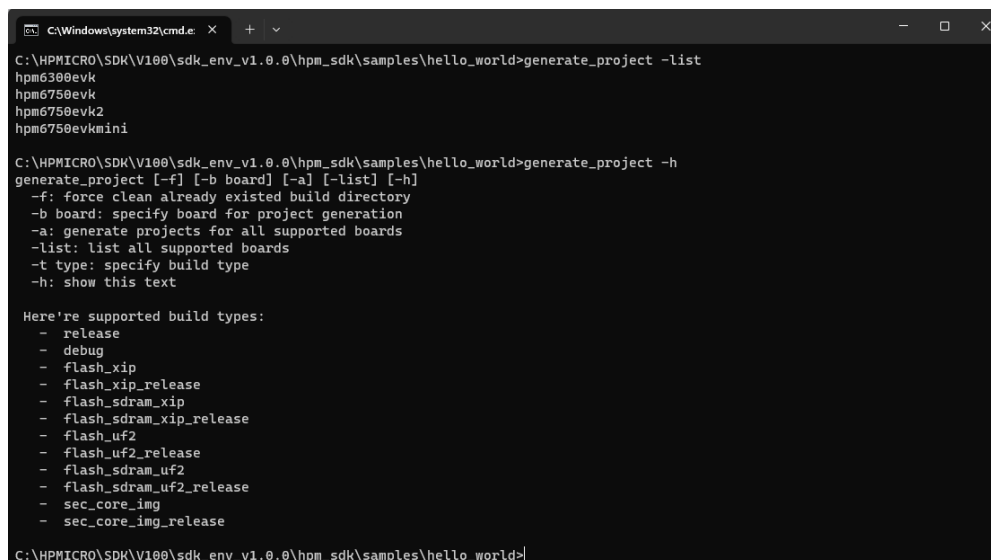 C:\Windows\system32\cmd.e:
C:\HPMICRO\SDK\V100\sdk_env_v1.0.0\hpm_sdk\samples\hello_world>generate_project -list
hpm6300evk
hpm6750evk
hpm6750evk2
hpm6750evkmini
C:\HPMICRO\SDK\V100\sdk_env_v1.0.0\hpm_sdk\samples\hello_world>generate_project -h
generate_project [-f] [-b board] [-a] [-list] [-h]
-f: force clean already existed build directory
-b board: specify board for project generation
-a: generate projects for all supported boards
-list: list all supported boards
-t type: specify build type
-h: show this text
Here're supported build types:
- release
- debug
- flash_xip
- flash_xip_release
- flash_sdram_xip
- flash_sdram_xip_release
- flash_uf2
- flash_uf2_release
- flash_sdram_uf2
- flash_sdram_uf2_release
- sec_core_img
- sec_core_img_release
C:\HPMICRO\SDK\V100\sdk_env_v1.0.0\hpm_sdk\samples\hello_world>